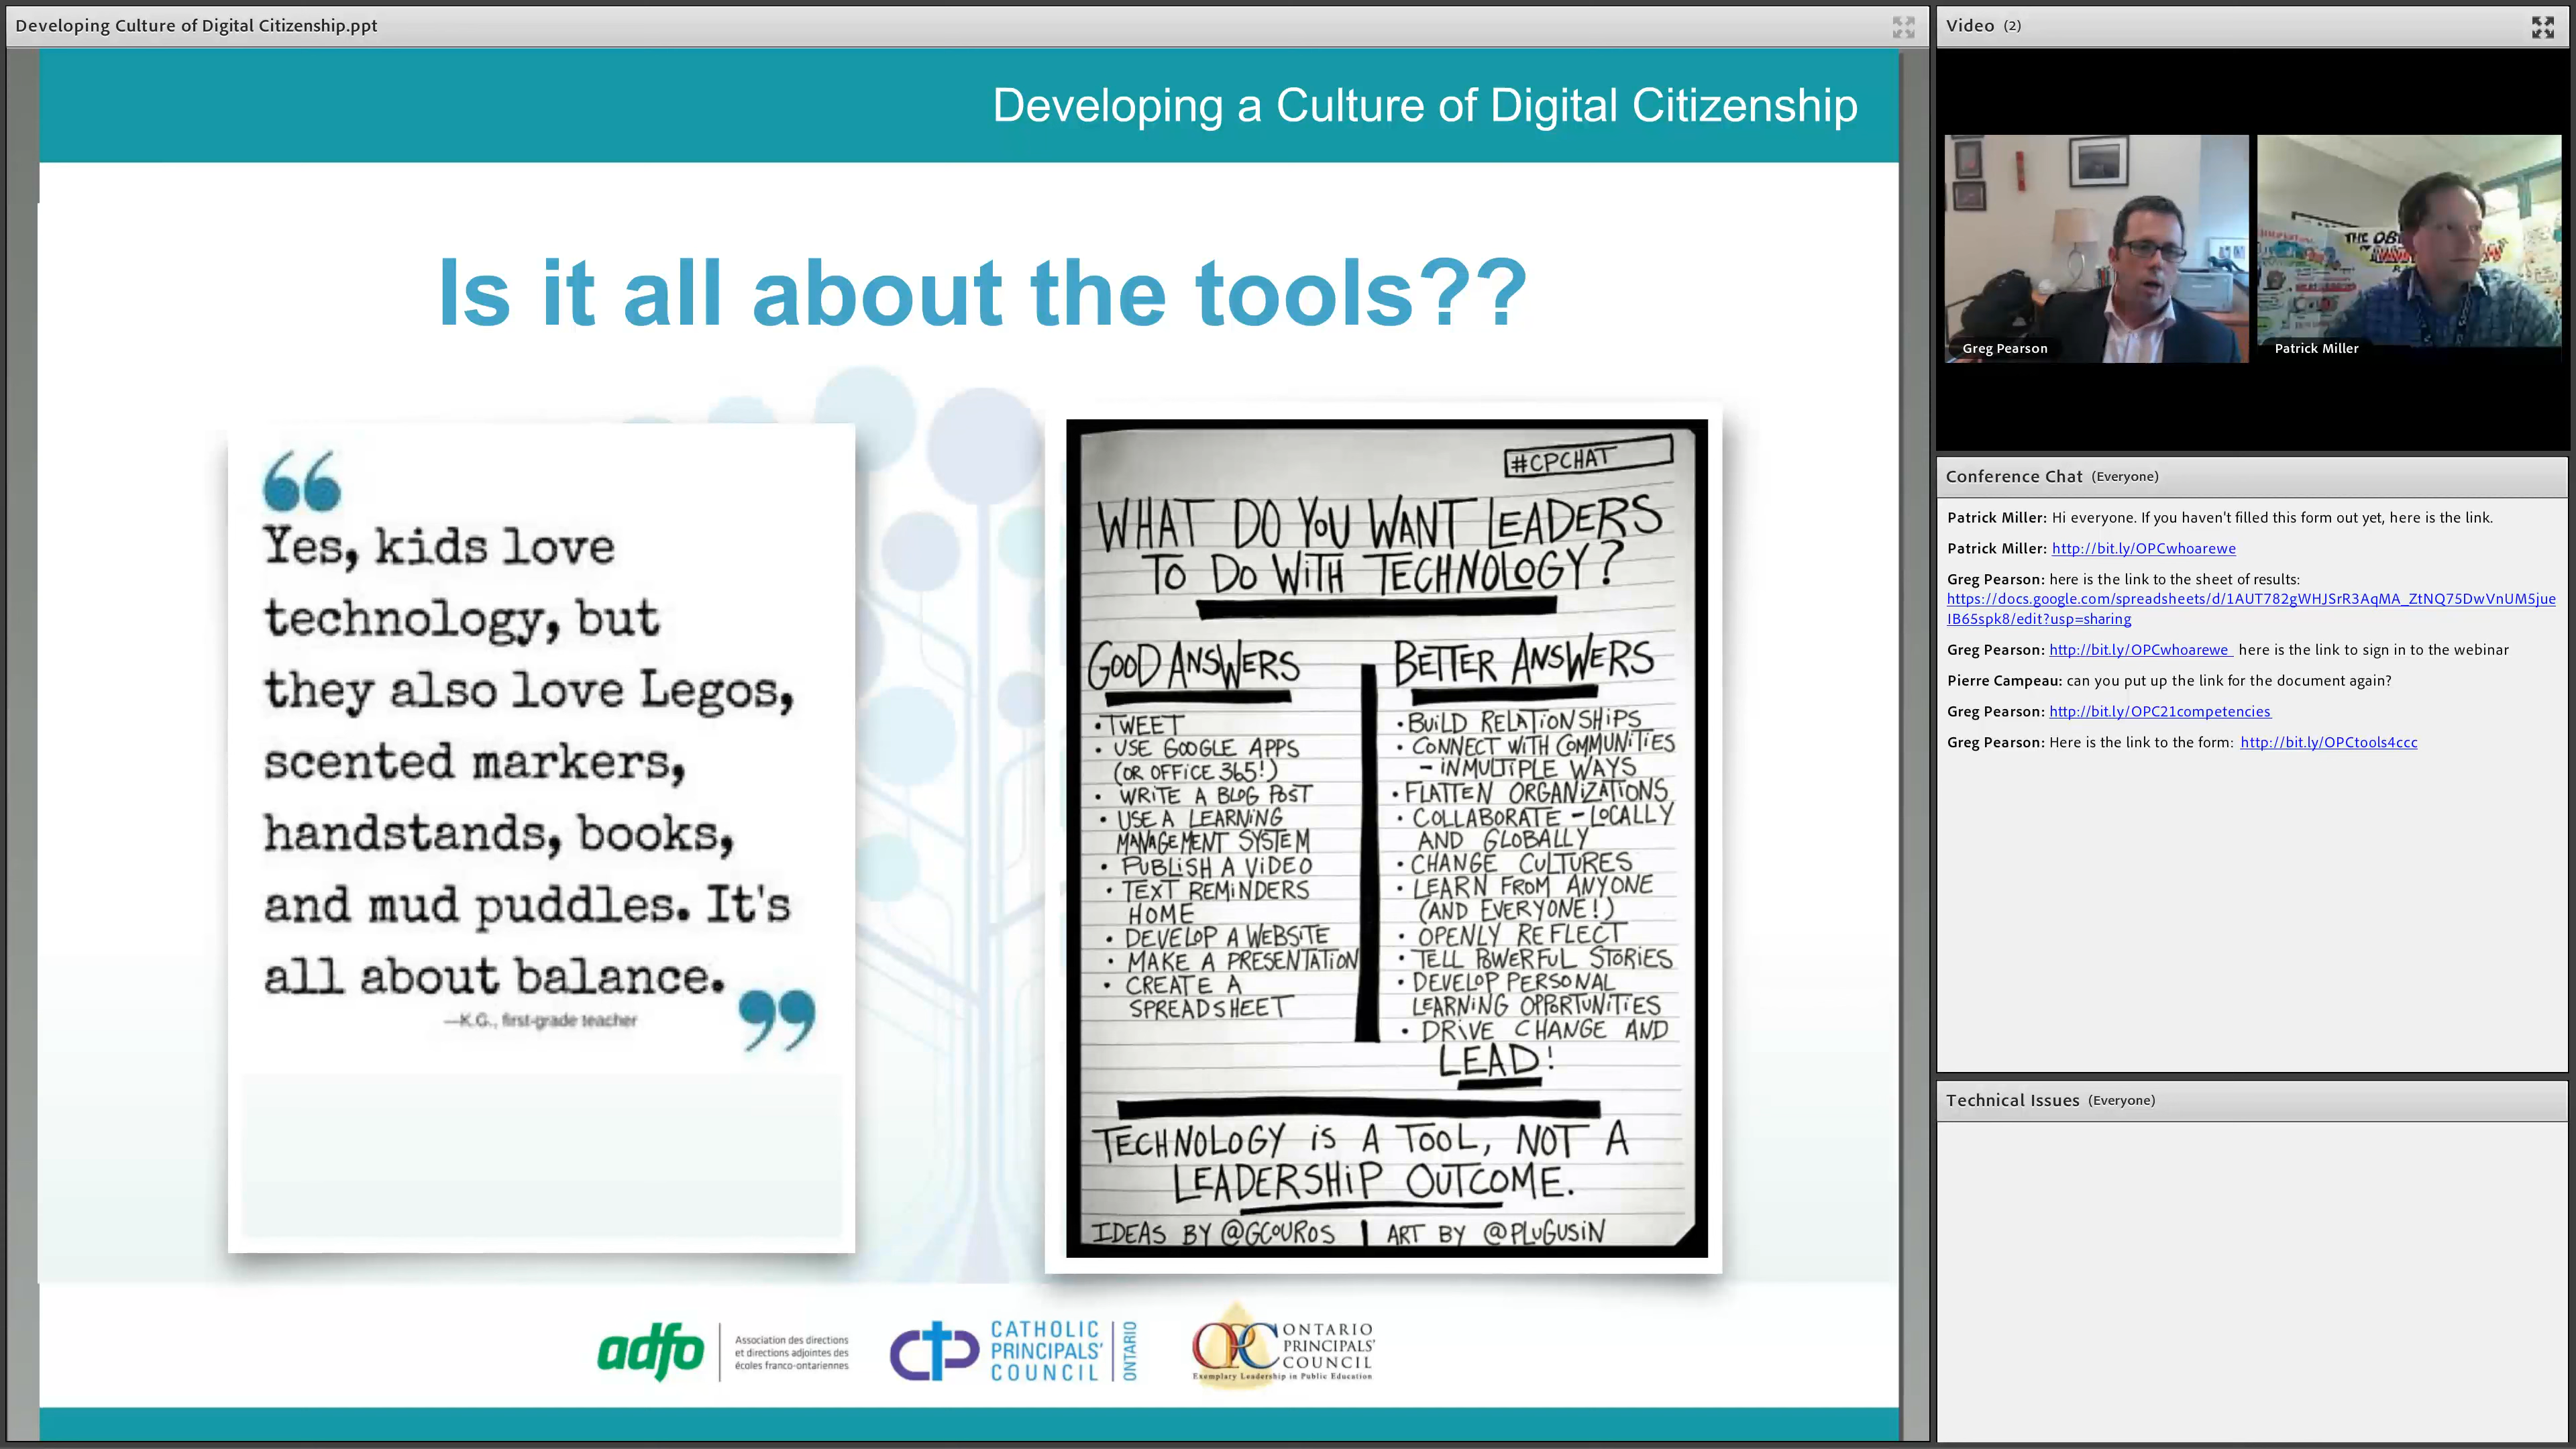 Developing Culture of Digital Citizenship.ppt
Developing a Culture of Digital Citizenship
Is it all about the tools??
“
Yes, kids love
technology, but
they also love Legos,
scented markers,
handstands, books,
and mud puddles. It's
all about balance.
—K.G., first-grade teacher
”
#CPCHAT
WHAT DO YOU WANT LEADERS
TO DO WITH TECHNOLOGY?
GOOD ANSWERS
• TWEET
• USE GOOGLE APPS
(OR OFFICE 365!)
• WRITE A BLOG POST
• USE A LEARNING
MANAGEMENT SYSTEM
• PUBLISH A VIDEO
• TEXT REMINDERS
HOME
• DEVELOP A WEBSITE
• MAKE A PRESENTATION
• CREATE A
SPREADSHEET
BETTER ANSWERS
• BUILD RELATIONSHIPS
• CONNECT WITH COMMUNITIES
– IN MULTIPLE WAYS
• FLATTEN ORGANIZATIONS
• COLLABORATE – LOCALLY
AND GLOBALLY
• CHANGE CULTURES
• LEARN FROM ANYONE
(AND EVERYONE!)
• OPENLY REFLECT
• TELL POWERFUL STORIES
• DEVELOP PERSONAL
LEARNING OPPORTUNITIES
• DRIVE CHANGE AND
LEAD!
TECHNOLOGY IS A TOOL, NOT A
LEADERSHIP OUTCOME.
IDEAS BY @GCOUROS | ART BY @PLUGUSIN
adfo
Association des directions
et directions adjointes des
écoles franco-ontariennes
CATHOLIC
PRINCIPALS'
COUNCIL
ONTARIO
OPC
ONTARIO
PRINCIPALS'
COUNCIL
Exemplary Leadership in Public Education
Video (2)
THE OB
Greg Pearson
Patrick Miller
Conference Chat (Everyone)
Patrick Miller: Hi everyone. If you haven't filled this form out yet, here is the link.
Patrick Miller: http://bit.ly/OPCwhoarewe
Greg Pearson: here is the link to the sheet of results:
https://docs.google.com/spreadsheets/d/1AUT782gWHJSrR3AqMA_ZtNQ75DwVnUM5jue
IB65spk8/edit?usp=sharing
Greg Pearson: http://bit.ly/OPCwhoarewe here is the link to sign in to the webinar
Pierre Campeau: can you put up the link for the document again?
Greg Pearson: http://bit.ly/OPC21competencies
Greg Pearson: Here is the link to the form: http://bit.ly/OPCtools4ccc
Technical Issues (Everyone)